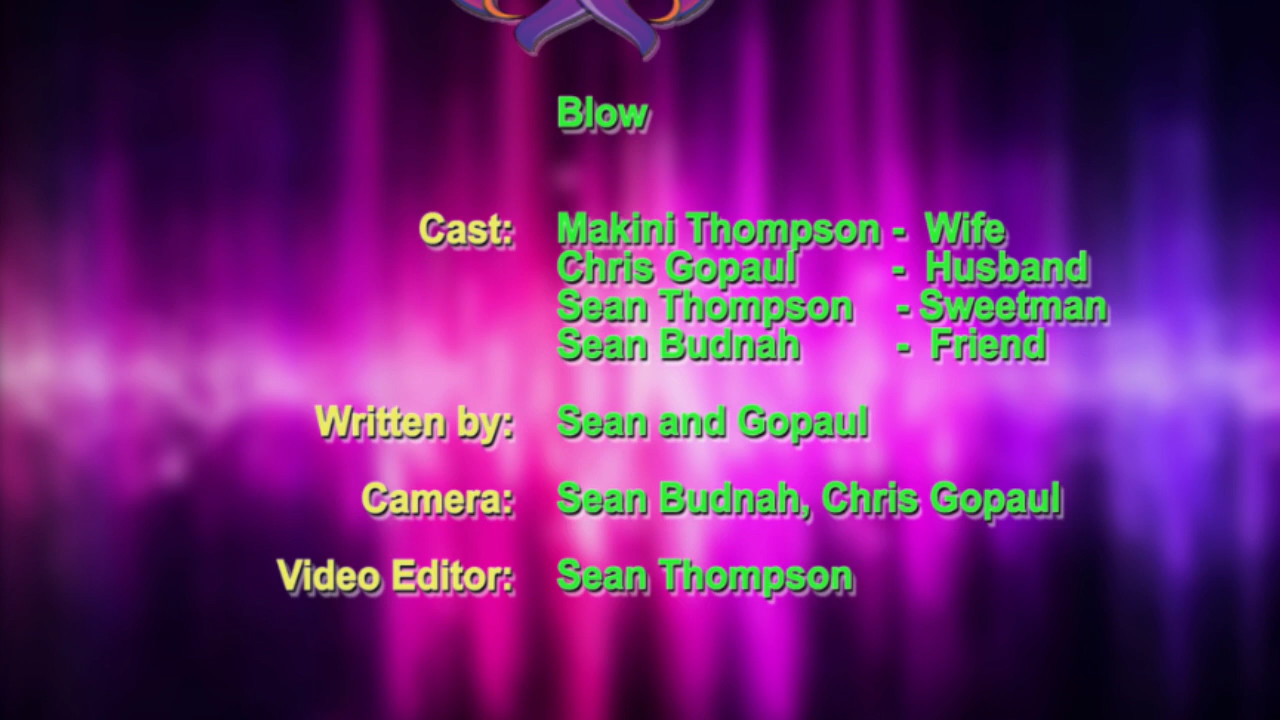 Blow
Cast: Makini Thompson - Wife
Chris Gopaul - Husband
Sean Thompson - Sweetman
Sean Budnah - Friend
Written by: Sean and Gopaul
Camera: Sean Budnah, Chris Gopaul
Video Editor: Sean Thompson